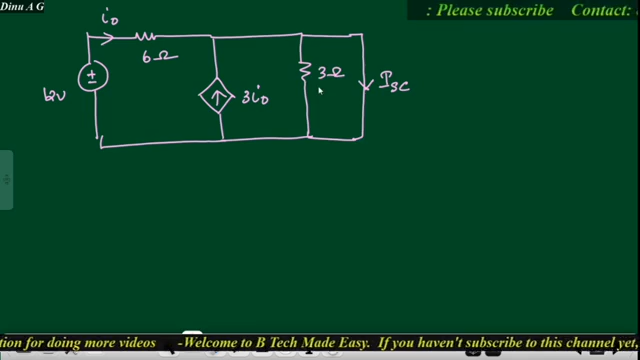 Dinu A G
: Please subscribe Contact:
i₀
6Ω
12V
3i₀
3Ω
I_SC
tion for doing more videos -Welcome to B Tech Made Easy. If you haven't subscribe to this channel yet,